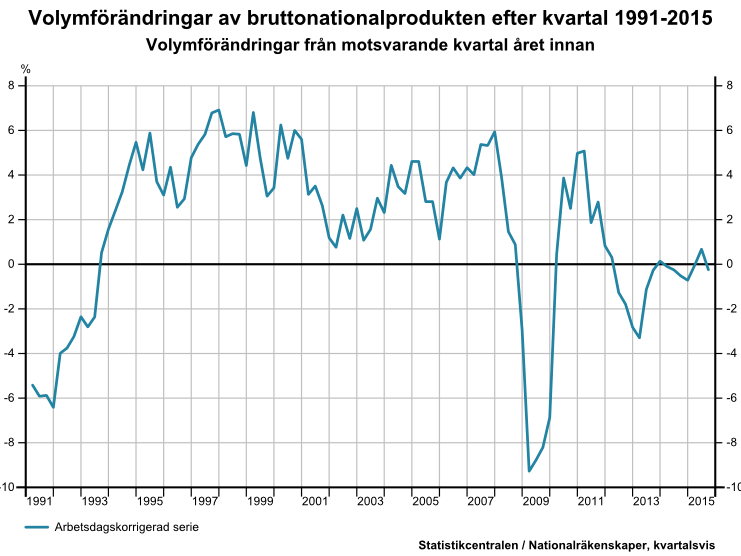 Volymförändringar av bruttonationalprodukten efter kvartal 1991-2015
Volymförändringar från motsvarande kvartal året innan
%
8 8
6 6
4 4
2 2
0 0
-2 -2
-4 -4
-6 -6
-8 -8
-10 -10
1991 1993 1995 1997 1999 2001 2003 2005 2007 2009 2011 2013 2015
Arbetsdagskorrigerad serie
Statistikcentralen / Nationalräkenskaper, kvartalsvis